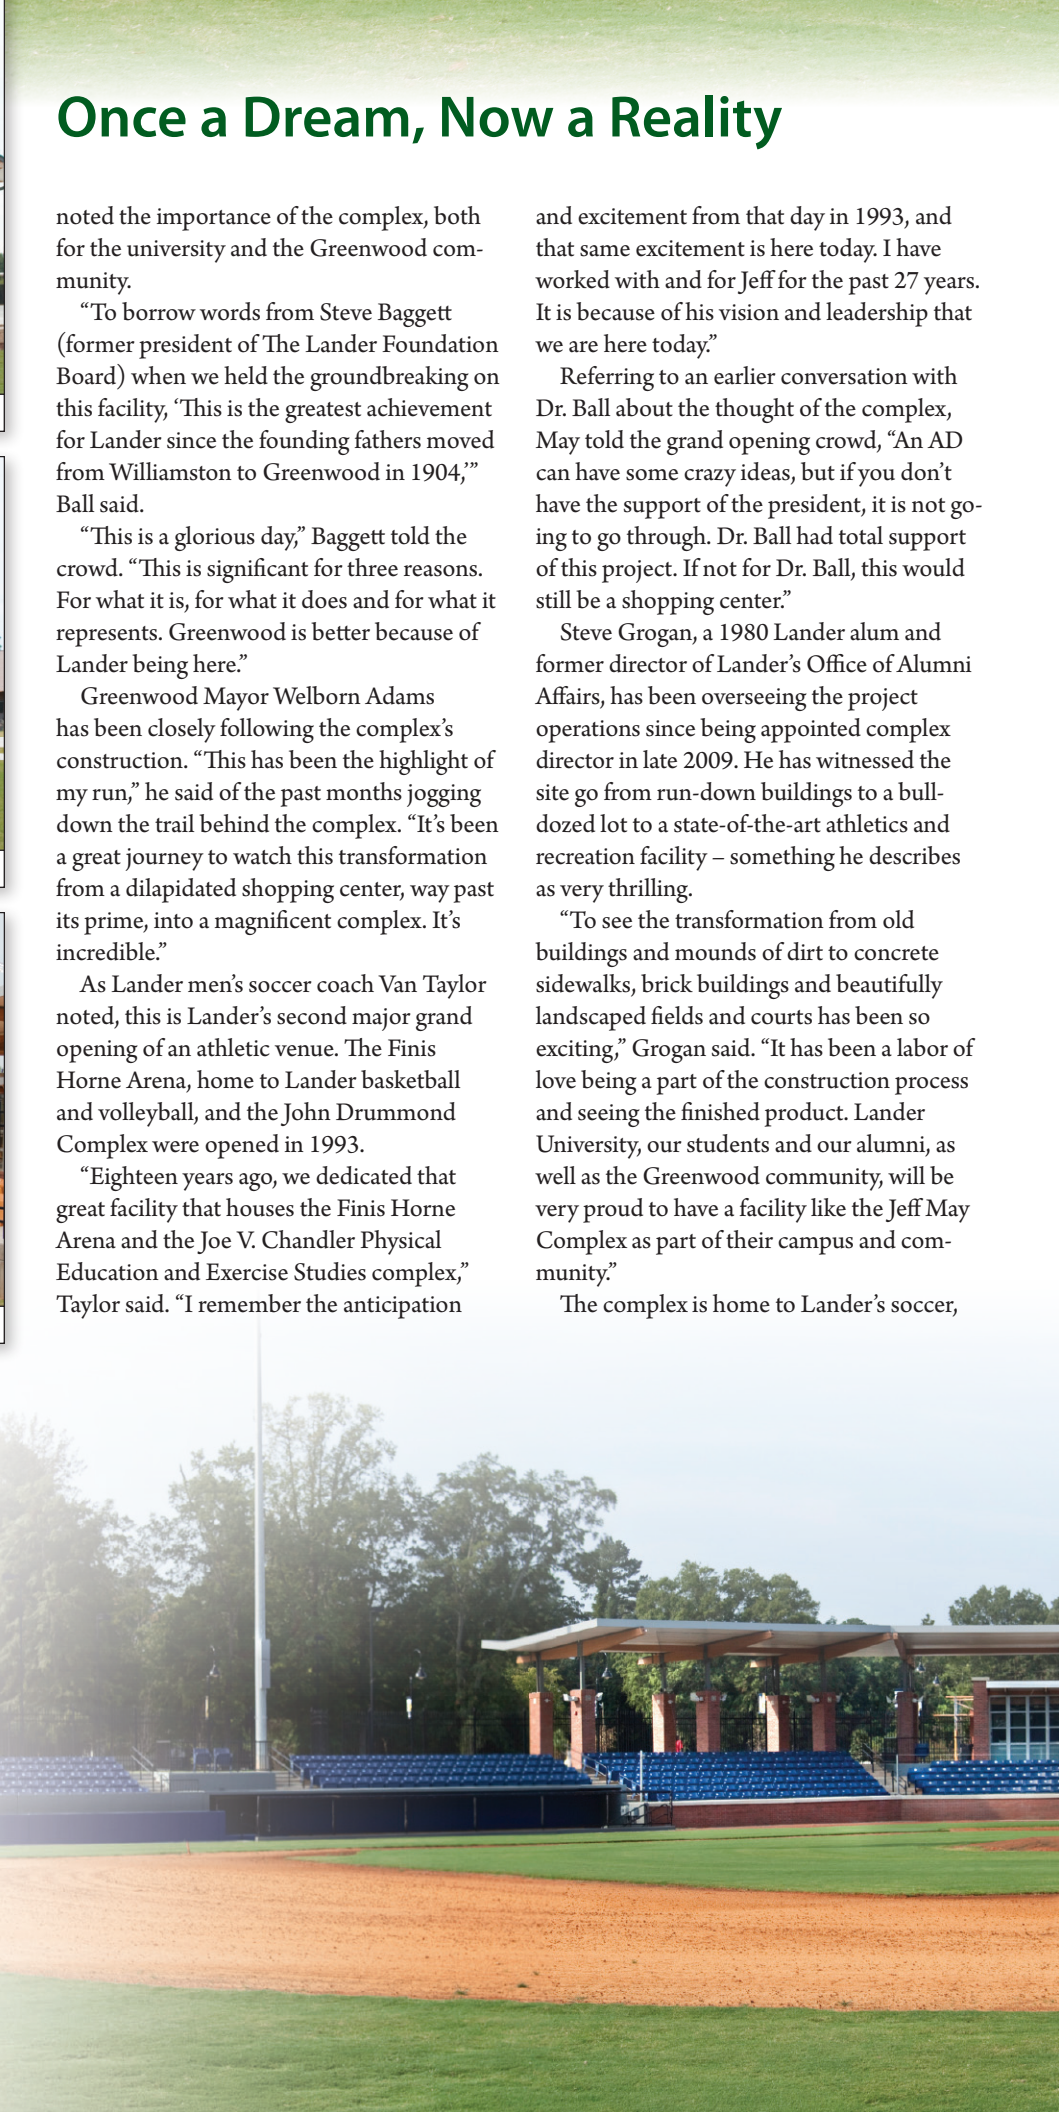 Once a Dream, Now a Reality
noted the importance of the complex, both
for the university and the Greenwood com-
munity.
“To borrow words from Steve Baggett
(former president of The Lander Foundation
Board) when we held the groundbreaking on
this facility, ‘This is the greatest achievement
for Lander since the founding fathers moved
from Williamston to Greenwood in 1904,’”
Ball said.
“This is a glorious day,” Baggett told the
crowd. “This is significant for three reasons.
For what it is, for what it does and for what it
represents. Greenwood is better because of
Lander being here.”
Greenwood Mayor Welborn Adams
has been closely following the complex’s
construction. “This has been the highlight of
my run,” he said of the past months jogging
down the trail behind the complex. “It’s been
a great journey to watch this transformation
from a dilapidated shopping center, way past
its prime, into a magnificent complex. It’s
incredible.”
As Lander men’s soccer coach Van Taylor
noted, this is Lander’s second major grand
opening of an athletic venue. The Finis
Horne Arena, home to Lander basketball
and volleyball, and the John Drummond
Complex were opened in 1993.
“Eighteen years ago, we dedicated that
great facility that houses the Finis Horne
Arena and the Joe V. Chandler Physical
Education and Exercise Studies complex,”
Taylor said. “I remember the anticipation
and excitement from that day in 1993, and
that same excitement is here today. I have
worked with and for Jeff for the past 27 years.
It is because of his vision and leadership that
we are here today.”
Referring to an earlier conversation with
Dr. Ball about the thought of the complex,
May told the grand opening crowd, “An AD
can have some crazy ideas, but if you don’t
have the support of the president, it is not go-
ing to go through. Dr. Ball had total support
of this project. If not for Dr. Ball, this would
still be a shopping center.”
Steve Grogan, a 1980 Lander alum and
former director of Lander’s Office of Alumni
Affairs, has been overseeing the project
operations since being appointed complex
director in late 2009. He has witnessed the
site go from run-down buildings to a bull-
dozed lot to a state-of-the-art athletics and
recreation facility – something he describes
as very thrilling.
“To see the transformation from old
buildings and mounds of dirt to concrete
sidewalks, brick buildings and beautifully
landscaped fields and courts has been so
exciting,” Grogan said. “It has been a labor of
love being a part of the construction process
and seeing the finished product. Lander
University, our students and our alumni, as
well as the Greenwood community, will be
very proud to have a facility like the Jeff May
Complex as part of their campus and com-
munity.”
The complex is home to Lander’s soccer,